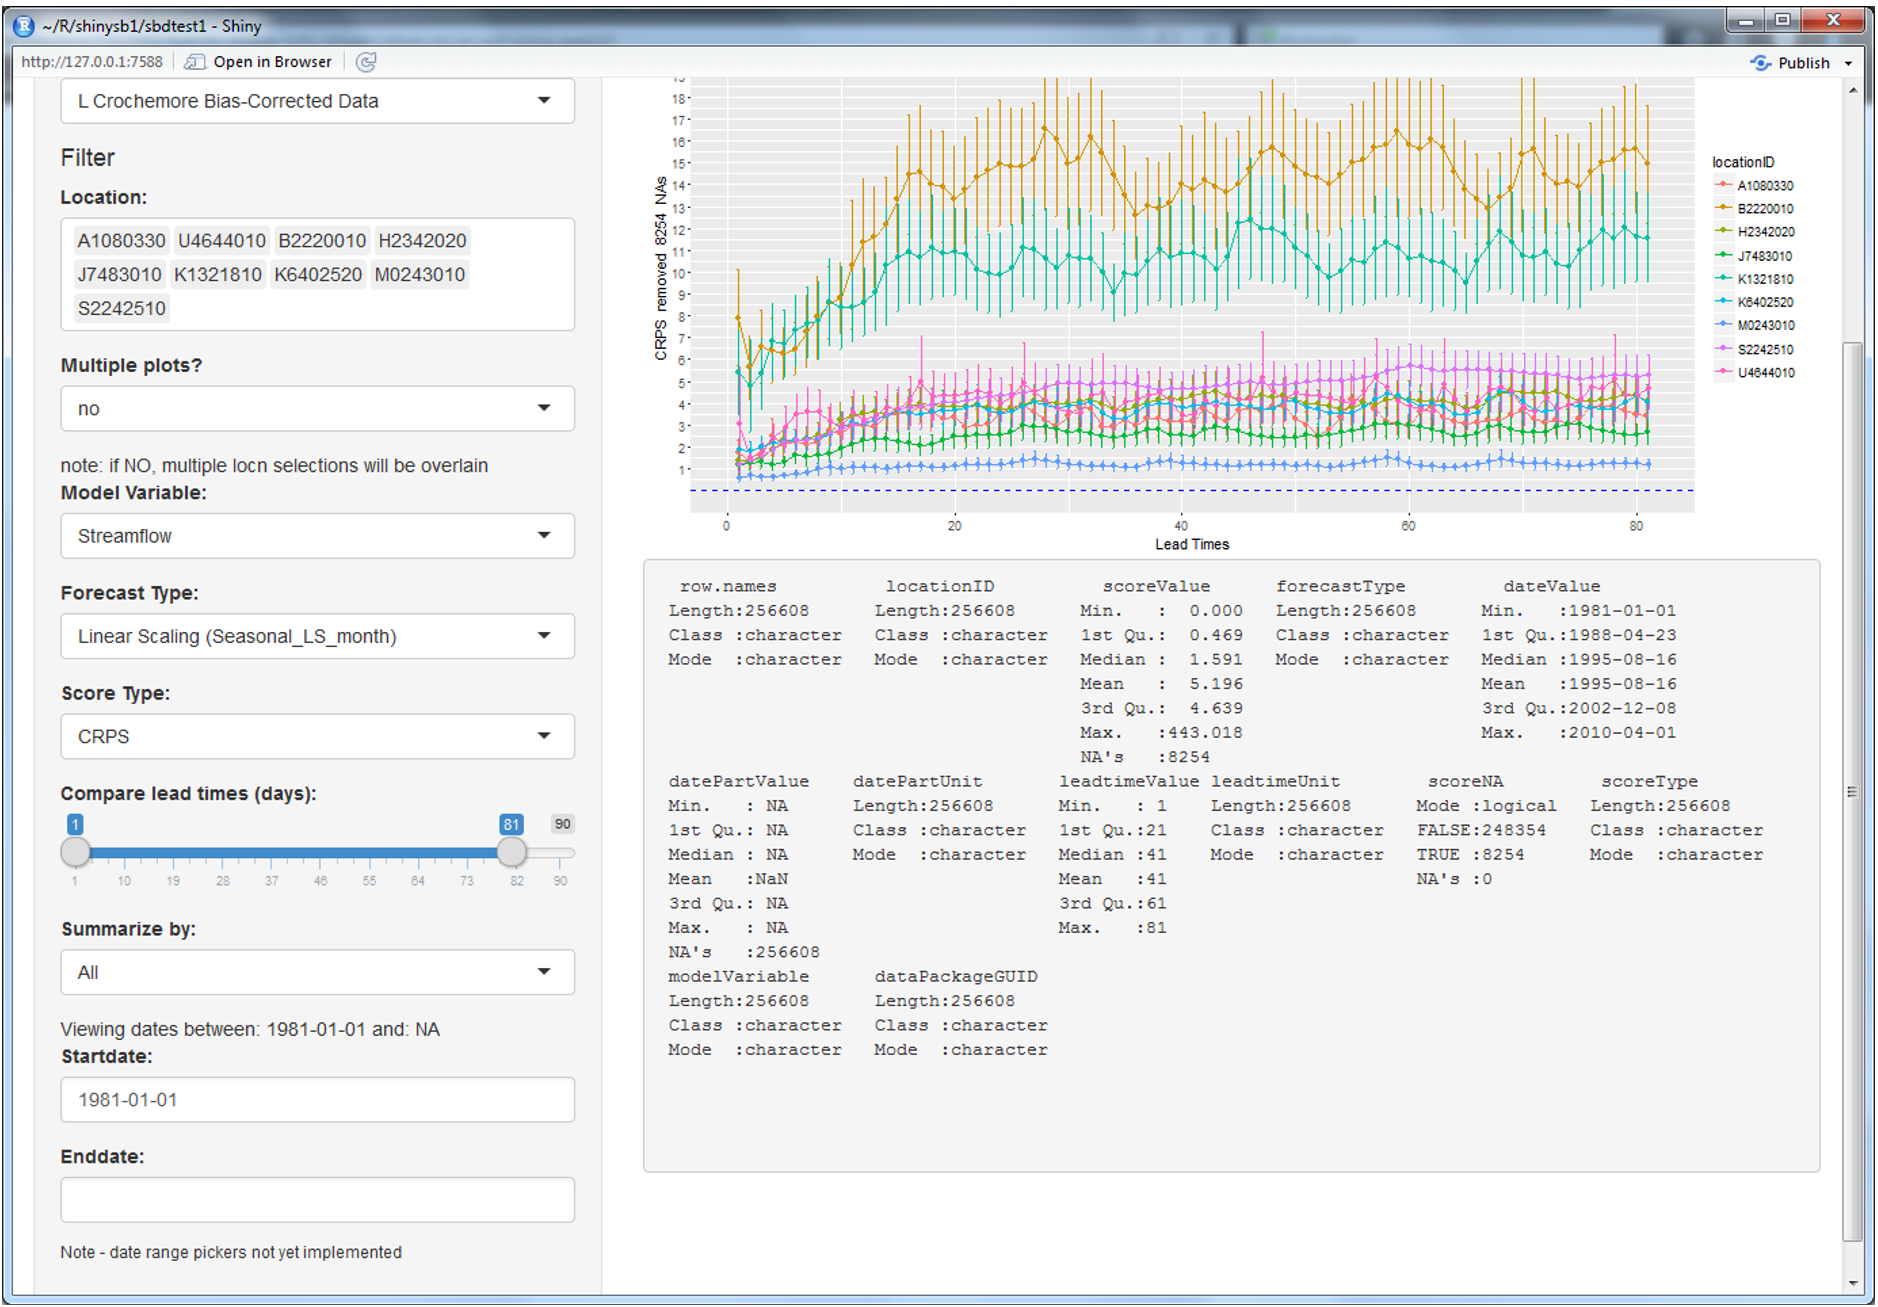 ~/R/shinysb1/sbdtest1 - Shiny
http://127.0.0.1:7588 Open in Browser Publish
L Crochemore Bias-Corrected Data
Filter
Location:
A1080330 U4644010 B2220010 H2342020
J7483010 K1321810 K6402520 M0243010
S2242510
Multiple plots?
no
note: if NO, multiple locn selections will be overlain
Model Variable:
Streamflow
Forecast Type:
Linear Scaling (Seasonal_LS_month)
Score Type:
CRPS
Compare lead times (days):
1 81 90
1 10 19 28 37 46 55 64 73 82 90
Summarize by:
All
Viewing dates between: 1981-01-01 and: NA
Startdate:
1981-01-01
Enddate:
Note - date range pickers not yet implemented
CRPS removed 8254 NAs
18
17
16
15
14
13
12
11
10
9
8
7
6
5
4
3
2
1
0 20 40 60 80
Lead Times
locationID
A1080330
B2220010
H2342020
J7483010
K1321810
K6402520
M0243010
S2242510
U4644010
row.names locationID scoreValue forecastType dateValue
Length:256608 Length:256608 Min. : 0.000 Length:256608 Min. :1981-01-01
Class :character Class :character 1st Qu.: 0.469 Class :character 1st Qu.:1988-04-23
Mode :character Mode :character Median : 1.591 Mode :character Median :1995-08-16
Mean : 5.196 Mean :1995-08-16
3rd Qu.: 4.639 3rd Qu.:2002-12-08
Max. :443.018 Max. :2010-04-01
NA's :8254
datePartValue datePartUnit leadtimeValue leadtimeUnit scoreNA scoreType
Min. : NA Length:256608 Min. : 1 Length:256608 Mode :logical Length:256608
1st Qu.: NA Class :character 1st Qu.:21 Class :character FALSE:248354 Class :character
Median : NA Mode :character Median :41 Mode :character TRUE :8254 Mode :character
Mean :NaN Mean :41 NA's :0
3rd Qu.: NA 3rd Qu.:61
Max. : NA Max. :81
NA's :256608
modelVariable dataPackageGUID
Length:256608 Length:256608
Class :character Class :character
Mode :character Mode :character